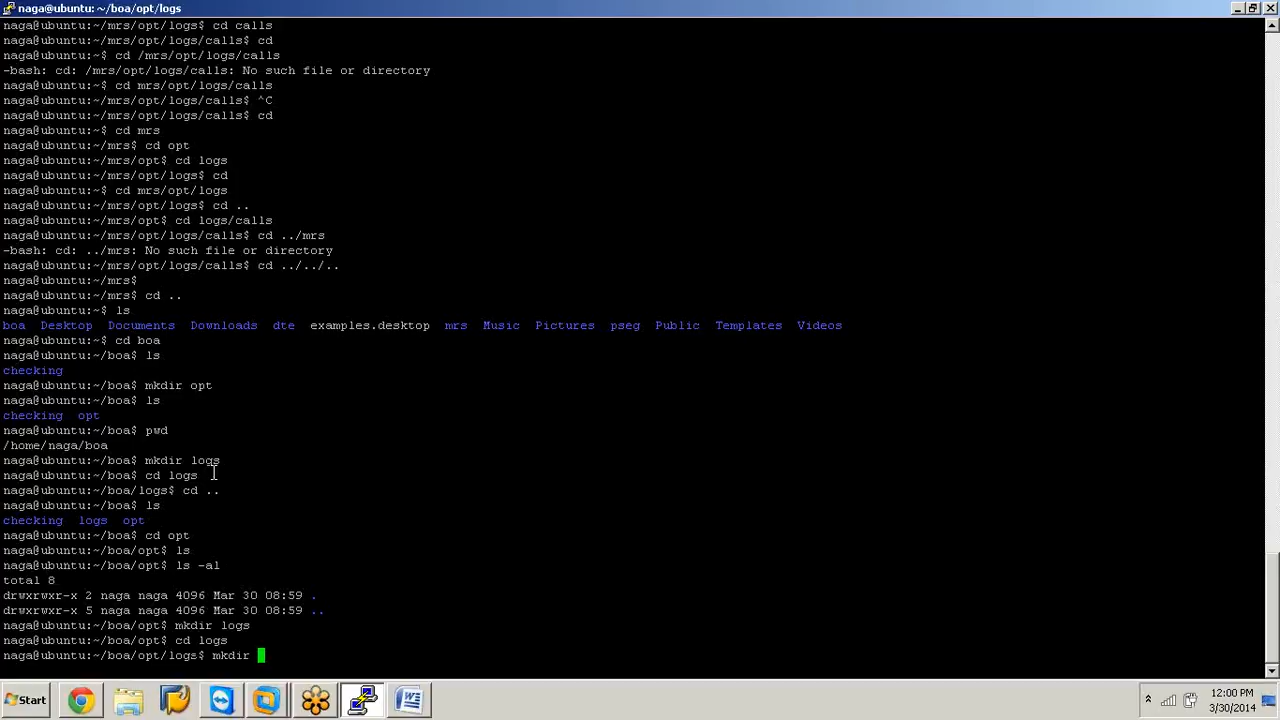 naga@ubuntu: ~/boa/opt/logs
naga@ubuntu:~/mrs/opt/logs$ cd calls
naga@ubuntu:~/mrs/opt/logs/calls$ cd
naga@ubuntu:~$ cd /mrs/opt/logs/calls
-bash: cd: /mrs/opt/logs/calls: No such file or directory
naga@ubuntu:~$ cd mrs/opt/logs/calls
naga@ubuntu:~/mrs/opt/logs/calls$ ^C
naga@ubuntu:~/mrs/opt/logs/calls$ cd
naga@ubuntu:~$ cd mrs
naga@ubuntu:~/mrs$ cd opt
naga@ubuntu:~/mrs/opt$ cd logs
naga@ubuntu:~/mrs/opt/logs$ cd
naga@ubuntu:~$ cd mrs/opt/logs
naga@ubuntu:~/mrs/opt/logs$ cd ..
naga@ubuntu:~/mrs/opt$ cd logs/calls
naga@ubuntu:~/mrs/opt/logs/calls$ cd ../mrs
-bash: cd: ../mrs: No such file or directory
naga@ubuntu:~/mrs/opt/logs/calls$ cd ../../..
naga@ubuntu:~/mrs$
naga@ubuntu:~/mrs$ cd ..
naga@ubuntu:~$ ls
boa  Desktop  Documents  Downloads  dte  examples.desktop  mrs  Music  Pictures  pseg  Public  Templates  Videos
naga@ubuntu:~$ cd boa
naga@ubuntu:~/boa$ ls
checking
naga@ubuntu:~/boa$ mkdir opt
naga@ubuntu:~/boa$ ls
checking  opt
naga@ubuntu:~/boa$ pwd
/home/naga/boa
naga@ubuntu:~/boa$ mkdir logs
naga@ubuntu:~/boa$ cd logs
naga@ubuntu:~/boa/logs$ cd ..
naga@ubuntu:~/boa$ ls
checking  logs  opt
naga@ubuntu:~/boa$ cd opt
naga@ubuntu:~/boa/opt$ ls
naga@ubuntu:~/boa/opt$ ls -al
total 8
drwxrwxr-x 2 naga naga 4096 Mar 30 08:59 .
drwxrwxr-x 5 naga naga 4096 Mar 30 08:59 ..
naga@ubuntu:~/boa/opt$ mkdir logs
naga@ubuntu:~/boa/opt$ cd logs
naga@ubuntu:~/boa/opt/logs$ mkdir
Start
12:00 PM
3/30/2014